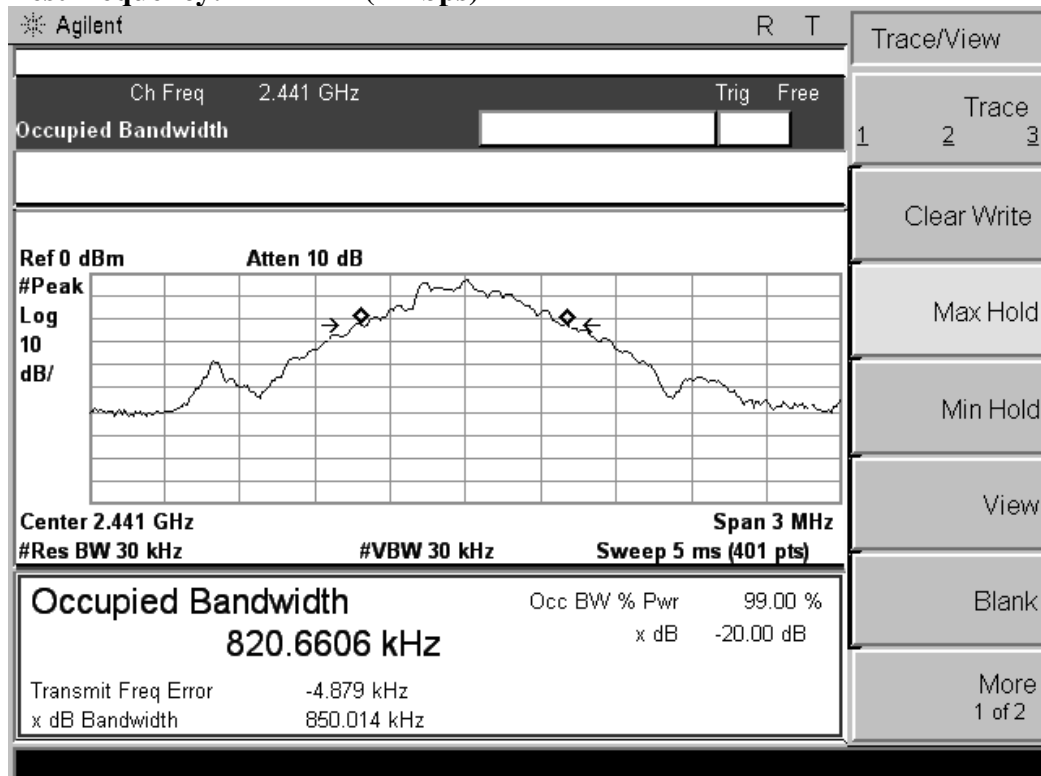 Agilent R T
Trace/View
Ch Freq 2.441 GHz Trig Free
Occupied Bandwidth
Trace
1 2 3
Clear Write
Ref 0 dBm Atten 10 dB
#Peak
Log
10
dB/
Max Hold
Min Hold
View
Center 2.441 GHz Span 3 MHz
#Res BW 30 kHz #VBW 30 kHz Sweep 5 ms (401 pts)
Occupied Bandwidth Occ BW % Pwr 99.00 %
820.6606 kHz x dB -20.00 dB
Blank
Transmit Freq Error -4.879 kHz
x dB Bandwidth 850.014 kHz
More
1 of 2